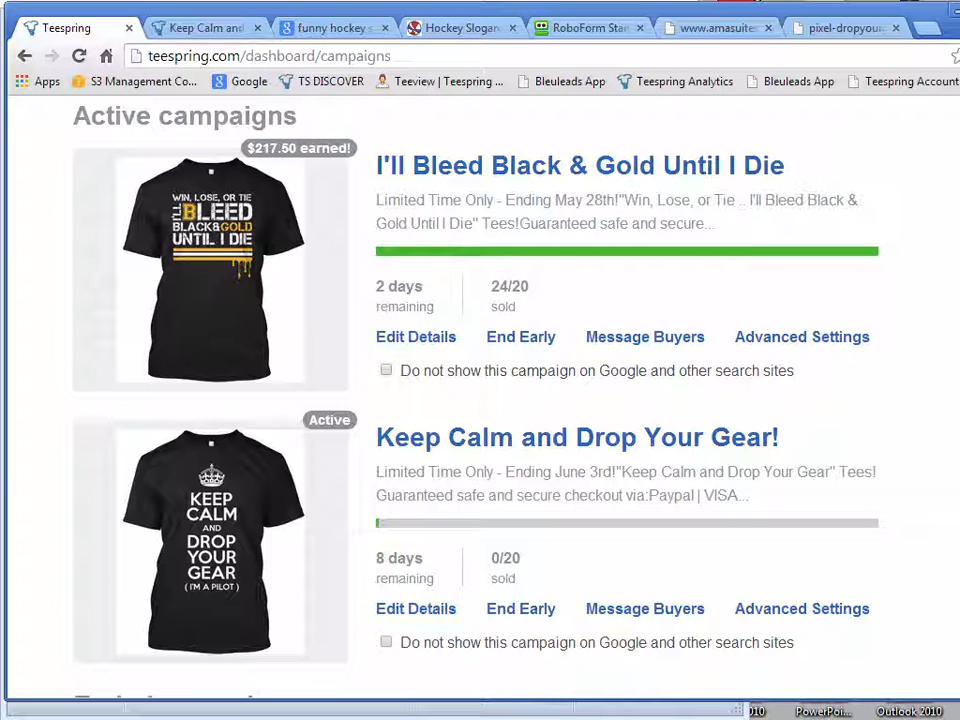 Teespring
Keep Calm and
funny hockey s
Hockey Slogan
RoboForm Star
www.amasuites
pixel-dropyour
teespring.com/dashboard/campaigns
Apps
S3 Management Co...
Google
TS DISCOVER
Teeview | Teespring ...
Bleuleads App
Teespring Analytics
Bleuleads App
Teespring Account
Active campaigns
$217.50 earned!
WIN, LOSE, OR TIE
I'LL BLEED
BLACK&GOLD
UNTIL I DIE
I'll Bleed Black & Gold Until I Die
Limited Time Only - Ending May 28th!"Win, Lose, or Tie .. I'll Bleed Black &
Gold Until I Die" Tees!Guaranteed safe and secure...
2 days
24/20
remaining
sold
Edit Details
End Early
Message Buyers
Advanced Settings
Do not show this campaign on Google and other search sites
Active
KEEP
CALM
AND
DROP
YOUR
GEAR
( I'M A PILOT )
Keep Calm and Drop Your Gear!
Limited Time Only - Ending June 3rd!"Keep Calm and Drop Your Gear" Tees!
Guaranteed safe and secure checkout via:Paypal | VISA...
8 days
0/20
remaining
sold
Edit Details
End Early
Message Buyers
Advanced Settings
Do not show this campaign on Google and other search sites
PowerPoi...
Outlook 2010